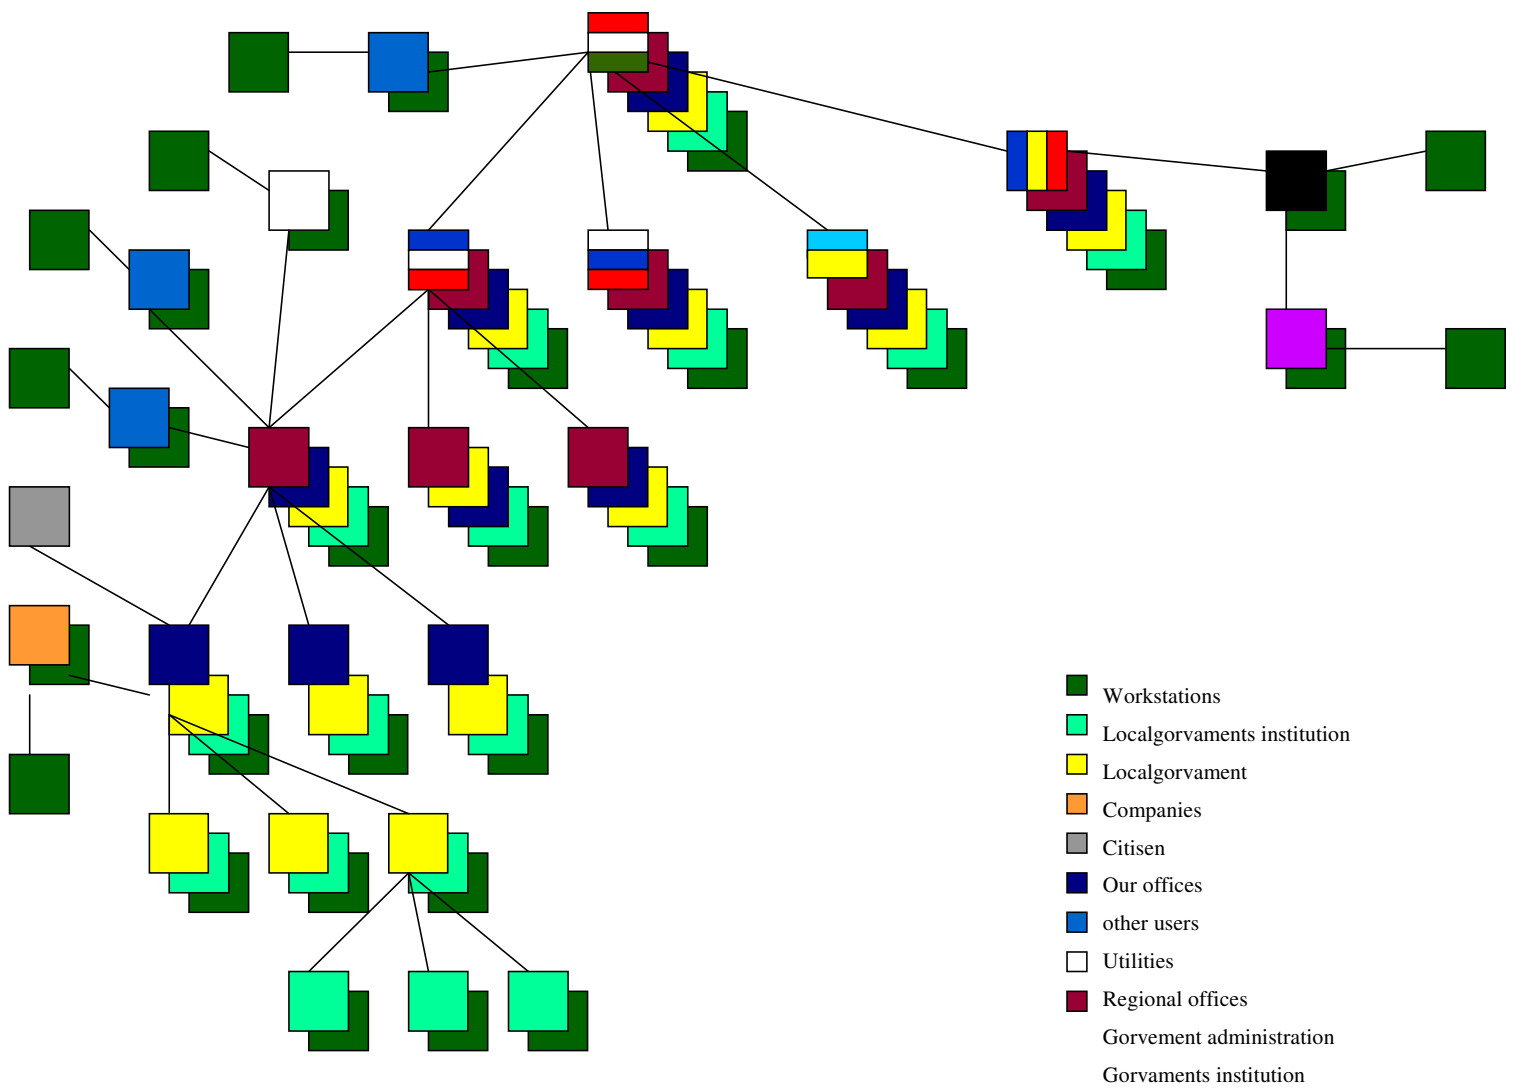 Workstations
Localgorvaments institution
Localgorvament
Companies
Citisen
Our offices
other users
Utilities
Regional offices
Gorvement administration
Gorvaments institution